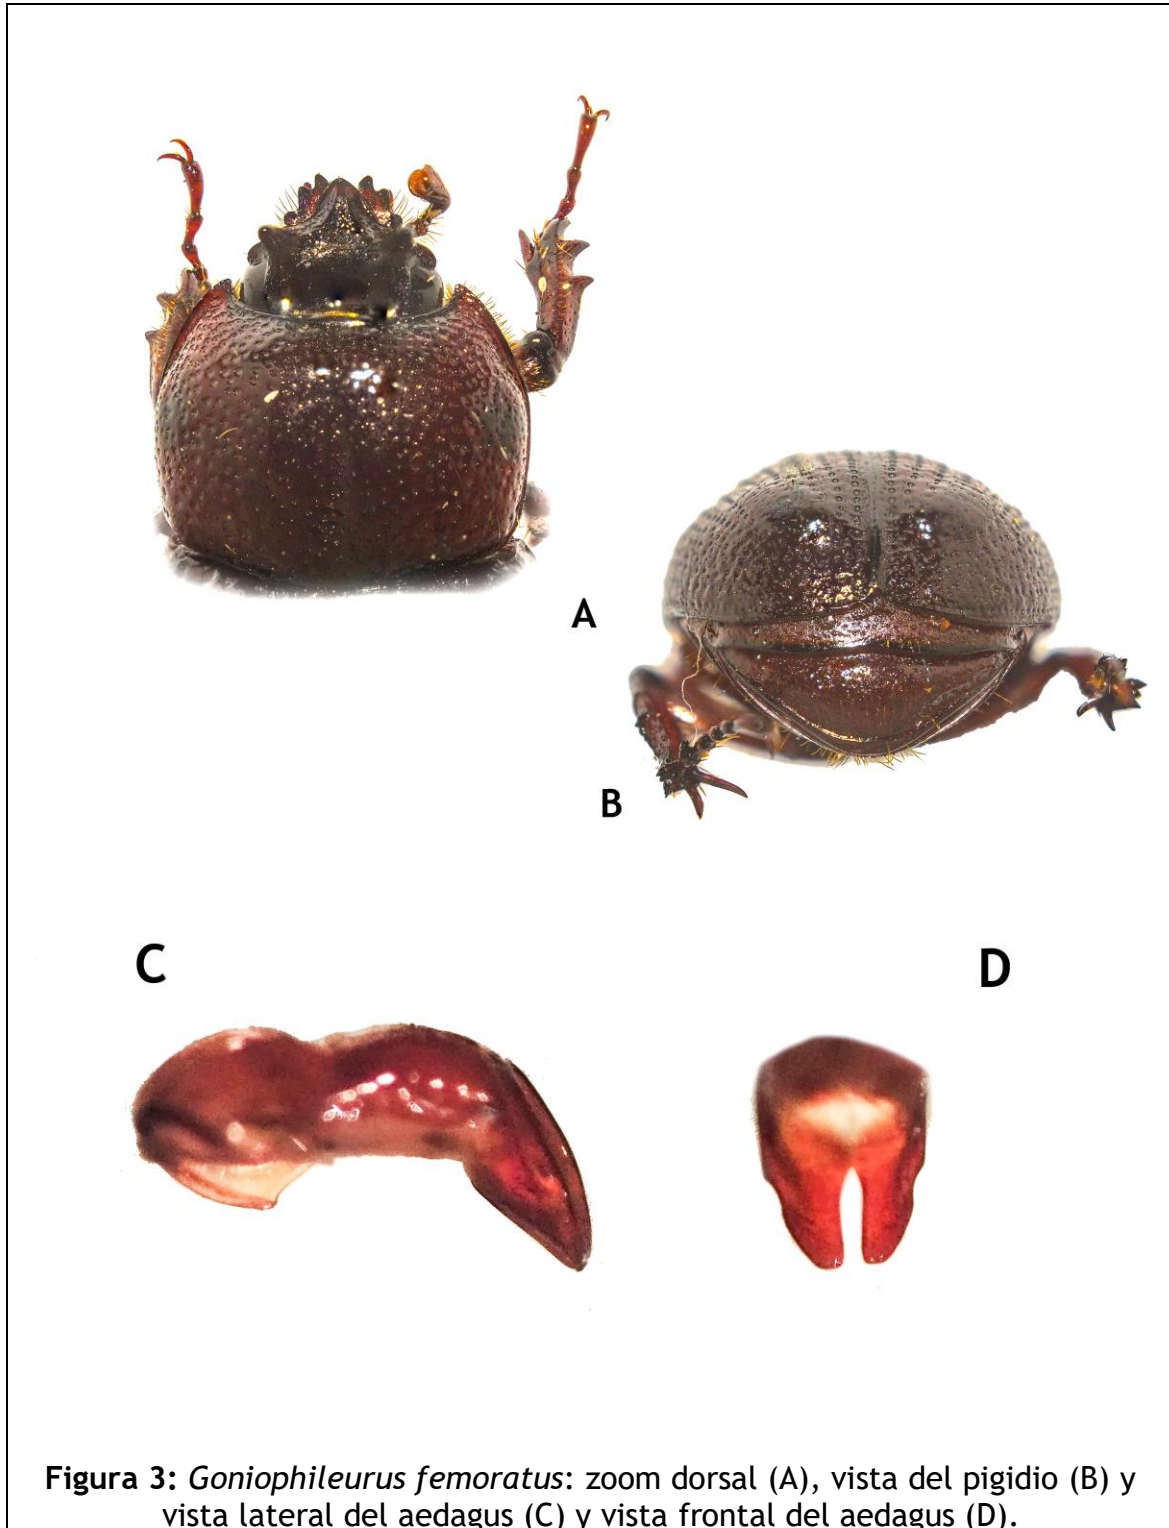 A
B
C
D
Figura 3: Goniophileurus femoratus: zoom dorsal (A), vista del pigidio (B) y
vista lateral del aedagus (C) y vista frontal del aedagus (D).